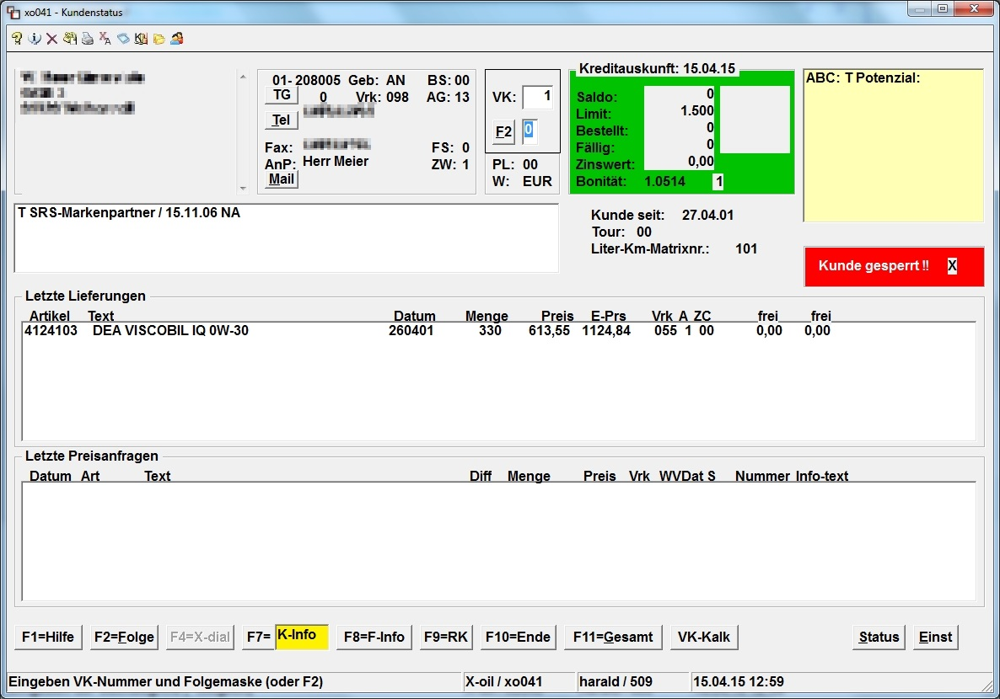 xo041 - Kundenstatus
01- 208005 Geb: AN BS: 00
TG 0 Vrk: 098 AG: 13
Tel
Fax: FS: 0
AnP: Herr Meier ZW: 1
Mail
VK: 1
F2 0
PL: 00
W: EUR
Kreditauskunft: 15.04.15
Saldo: 0
Limit: 1.500
Bestellt: 0
Fällig: 0
Zinswert: 0,00
Bonität: 1.0514 1
ABC: T Potenzial:
T SRS-Markenpartner / 15.11.06 NA
Kunde seit: 27.04.01
Tour: 00
Liter-Km-Matrixnr.: 101
Kunde gesperrt !! X
Letzte Lieferungen
Artikel Text Datum Menge Preis E-Prs Vrk A ZC frei frei
4124103 DEA VISCOBIL IQ 0W-30 260401 330 613,55 1124,84 055 1 00 0,00 0,00
Letzte Preisanfragen
Datum Art Text Diff Menge Preis Vrk WVDat S Nummer Info-text
F1=Hilfe F2=Folge F4=X-dial F7= K-Info F8=F-Info F9=RK F10=Ende F11=Gesamt VK-Kalk Status Einst
Eingeben VK-Nummer und Folgemaske (oder F2) X-oil / xo041 harald / 509 15.04.15 12:59